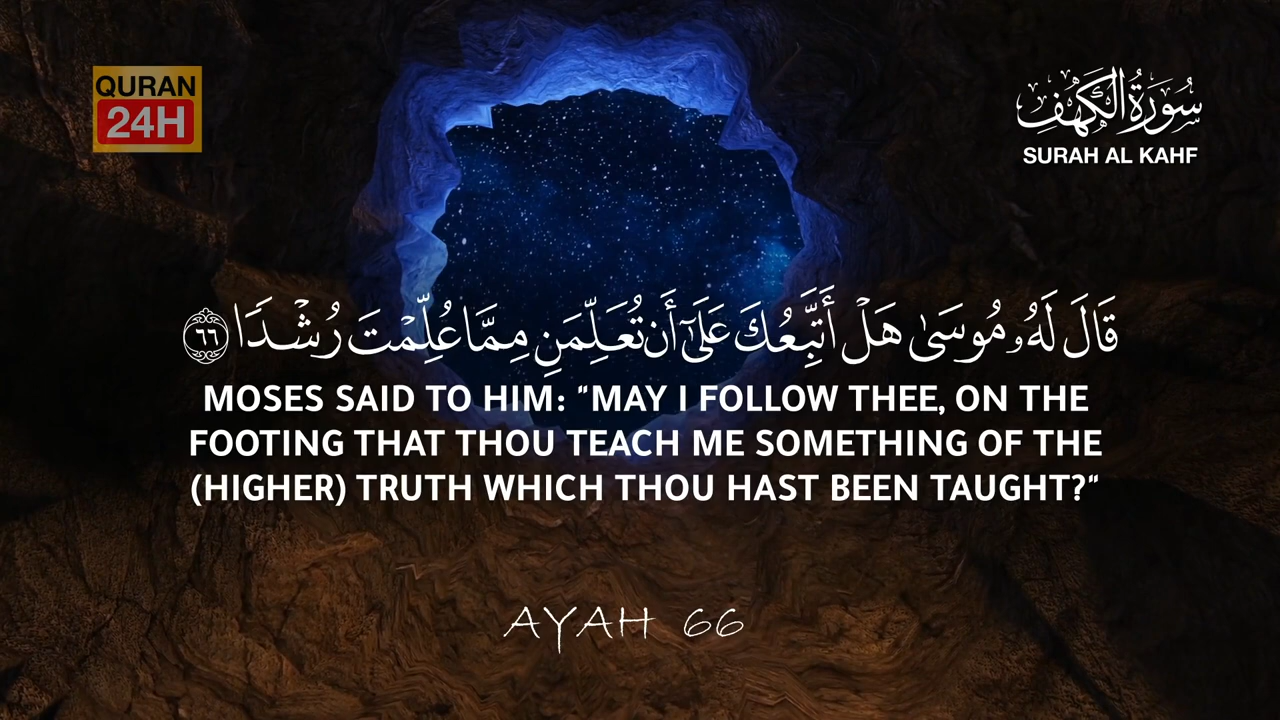 QURAN
24H
سُورَةُ الكَهْفِ
SURAH AL KAHF
قَالَ لَهُۥ مُوسَىٰ هَلْ أَتَّبِعُكَ عَلَىٰٓ أَن تُعَلِّمَنِ مِمَّا عُلِّمْتَ رُشْدًا ٦٦
MOSES SAID TO HIM: "MAY I FOLLOW THEE, ON THE
FOOTING THAT THOU TEACH ME SOMETHING OF THE
(HIGHER) TRUTH WHICH THOU HAST BEEN TAUGHT?"
AYAH 66